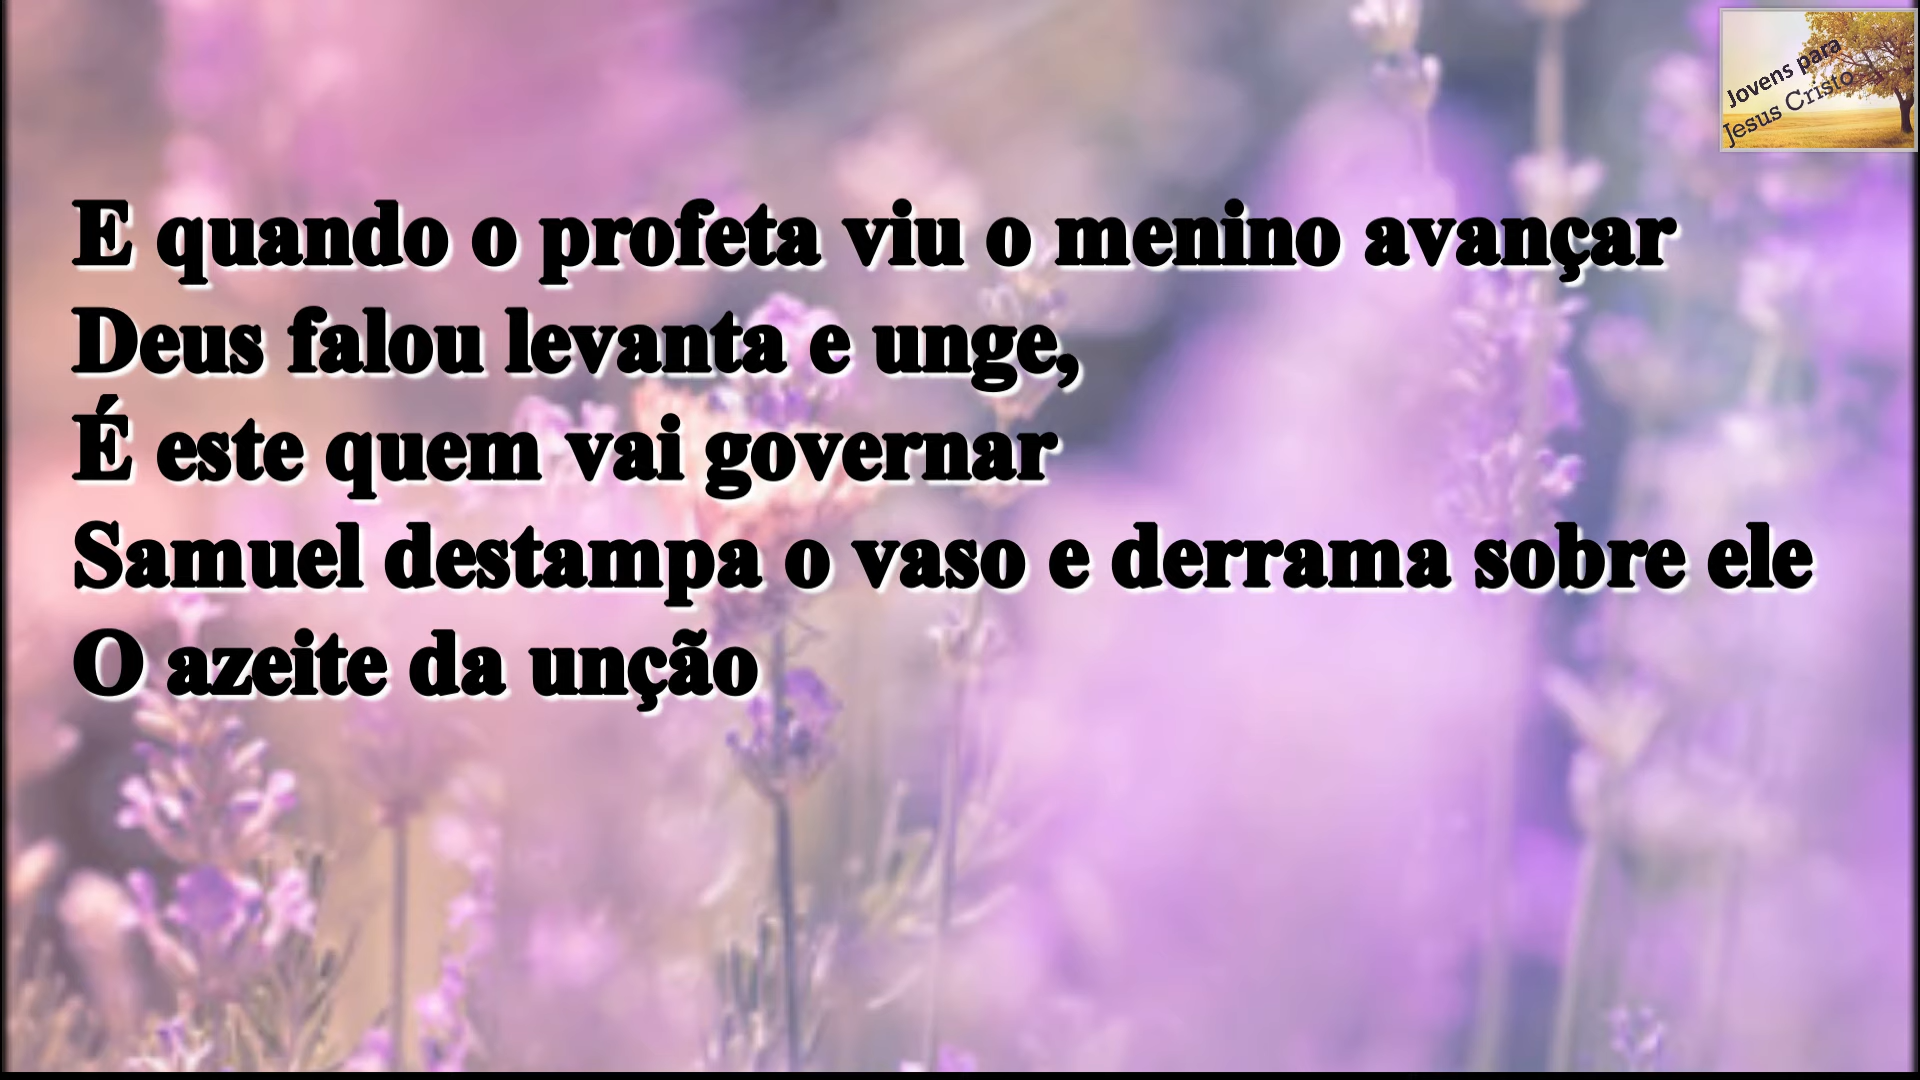 Jovens para
Jesus Cristo
E quando o profeta viu o menino avançar
Deus falou levanta e unge,
É este quem vai governar
Samuel destampa o vaso e derrama sobre ele
O azeite da unção